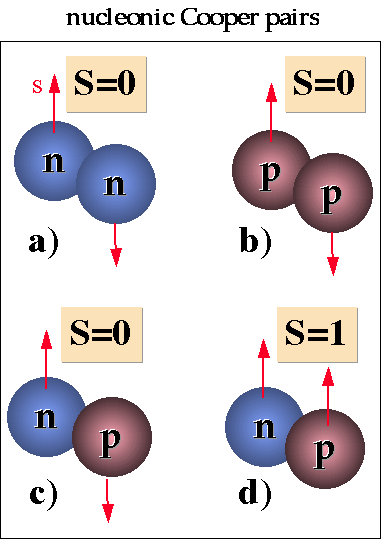 nucleonic Cooper pairs
s S=0
n n
a)
S=0
p p
b)
S=0
n p
c)
S=1
n p
d)